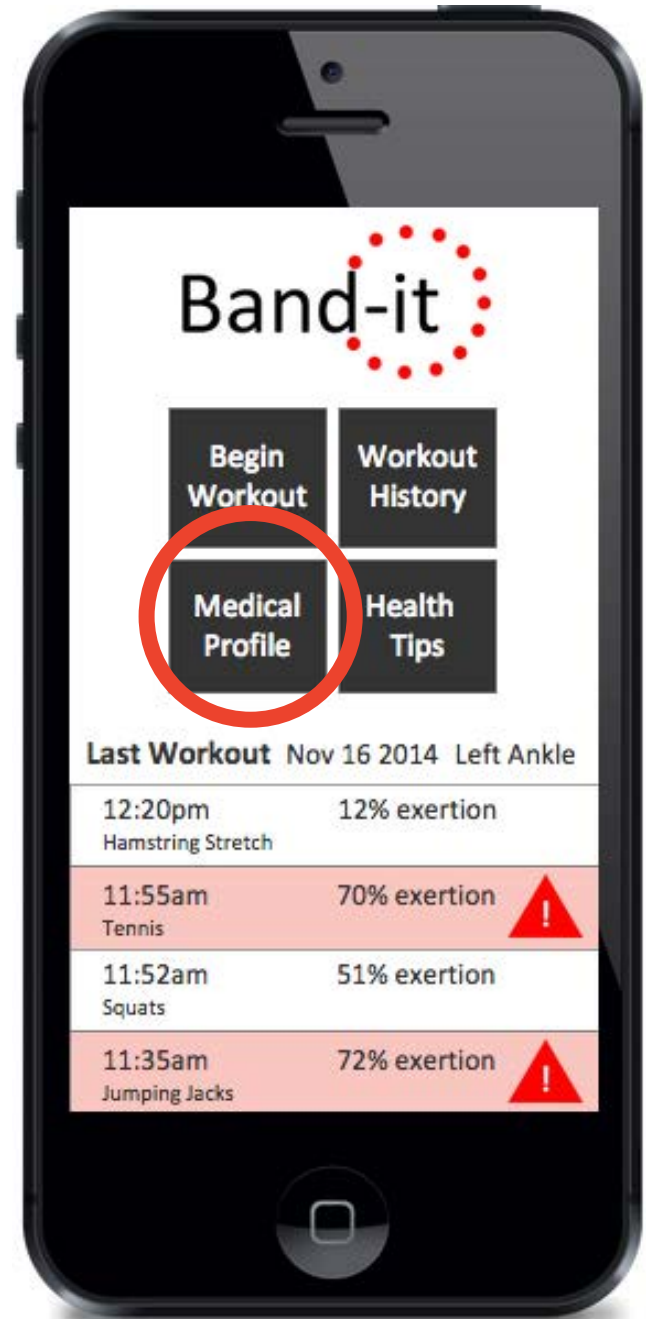 Band-it
Begin Workout
Workout History
Medical Profile
Health Tips
Last Workout Nov 16 2014 Left Ankle
12:20pm 12% exertion
Hamstring Stretch
11:55am 70% exertion
!
Tennis
11:52am 51% exertion
Squats
11:35am 72% exertion
!
Jumping Jacks